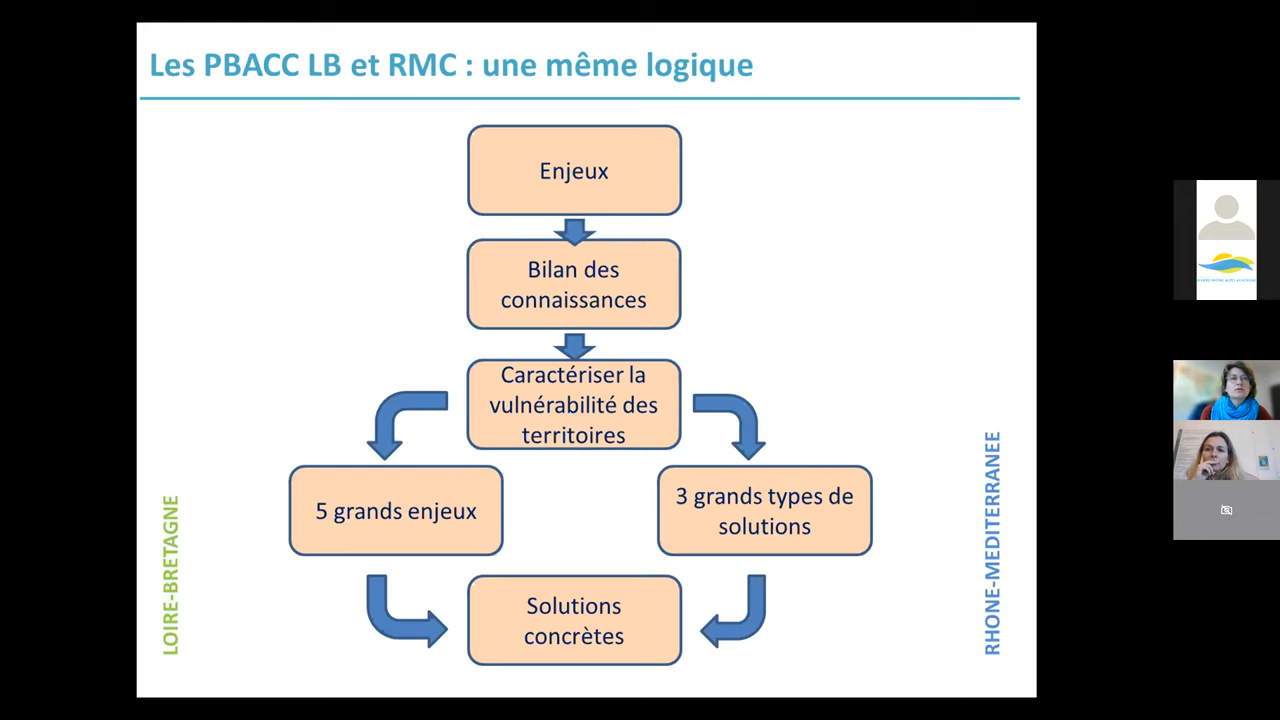 Les PBACC LB et RMC : une même logique
Enjeux
Bilan des
connaissances
Caractériser la
vulnérabilité des
territoires
5 grands enjeux
3 grands types de
solutions
Solutions
concrètes
LOIRE-BRETAGNE
RHONE-MEDITERRANEE